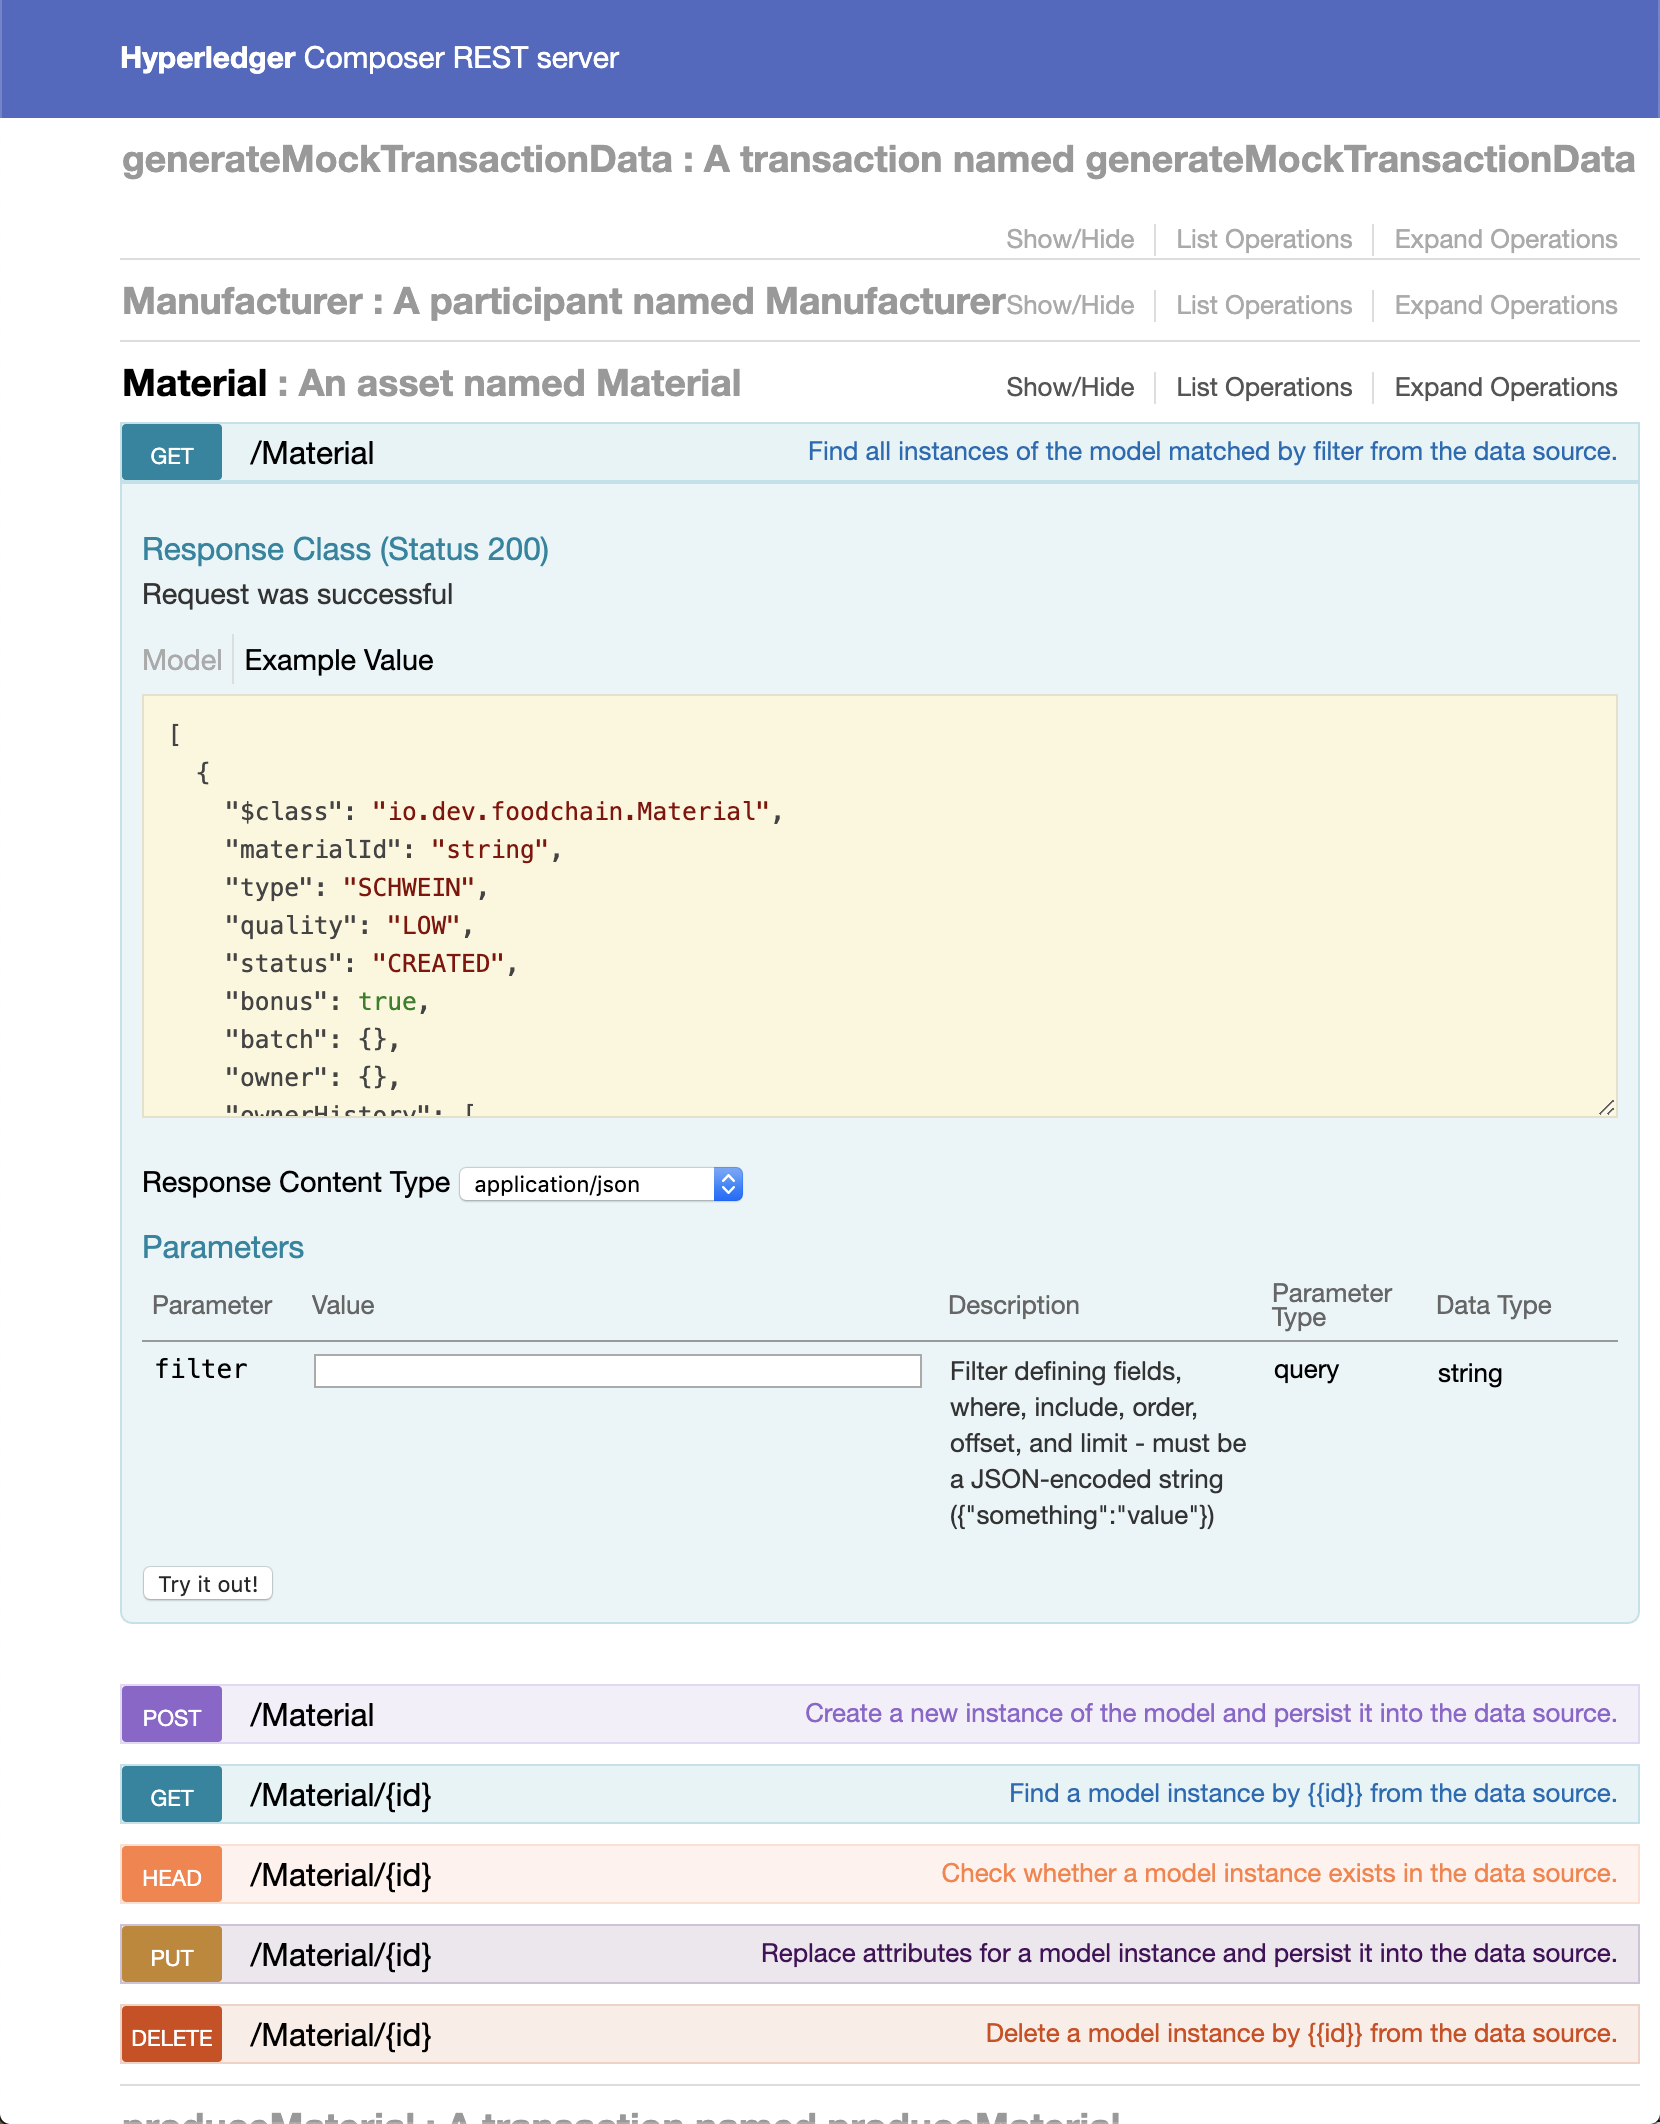 Hyperledger Composer REST server
generateMockTransactionData : A transaction named generateMockTransactionData
Show/Hide List Operations Expand Operations
Manufacturer : A participant named Manufacturer Show/Hide List Operations Expand Operations
Material : An asset named Material Show/Hide List Operations Expand Operations
GET /Material Find all instances of the model matched by filter from the data source.
Response Class (Status 200)
Request was successful
Model Example Value
[
{
"$class": "io.dev.foodchain.Material",
"materialId": "string",
"type": "SCHWEIN",
"quality": "LOW",
"status": "CREATED",
"bonus": true,
"batch": {},
"owner": {},
"ownerHistory": [
Response Content Type application/json
Parameters
Parameter Value Description Parameter Type Data Type
filter Filter defining fields, query string
where, include, order,
offset, and limit - must be
a JSON-encoded string
({"something":"value"})
Try it out!
POST /Material Create a new instance of the model and persist it into the data source.
GET /Material/{id} Find a model instance by {{id}} from the data source.
HEAD /Material/{id} Check whether a model instance exists in the data source.
PUT /Material/{id} Replace attributes for a model instance and persist it into the data source.
DELETE /Material/{id} Delete a model instance by {{id}} from the data source.
produceMaterial : A transaction named produceMaterial